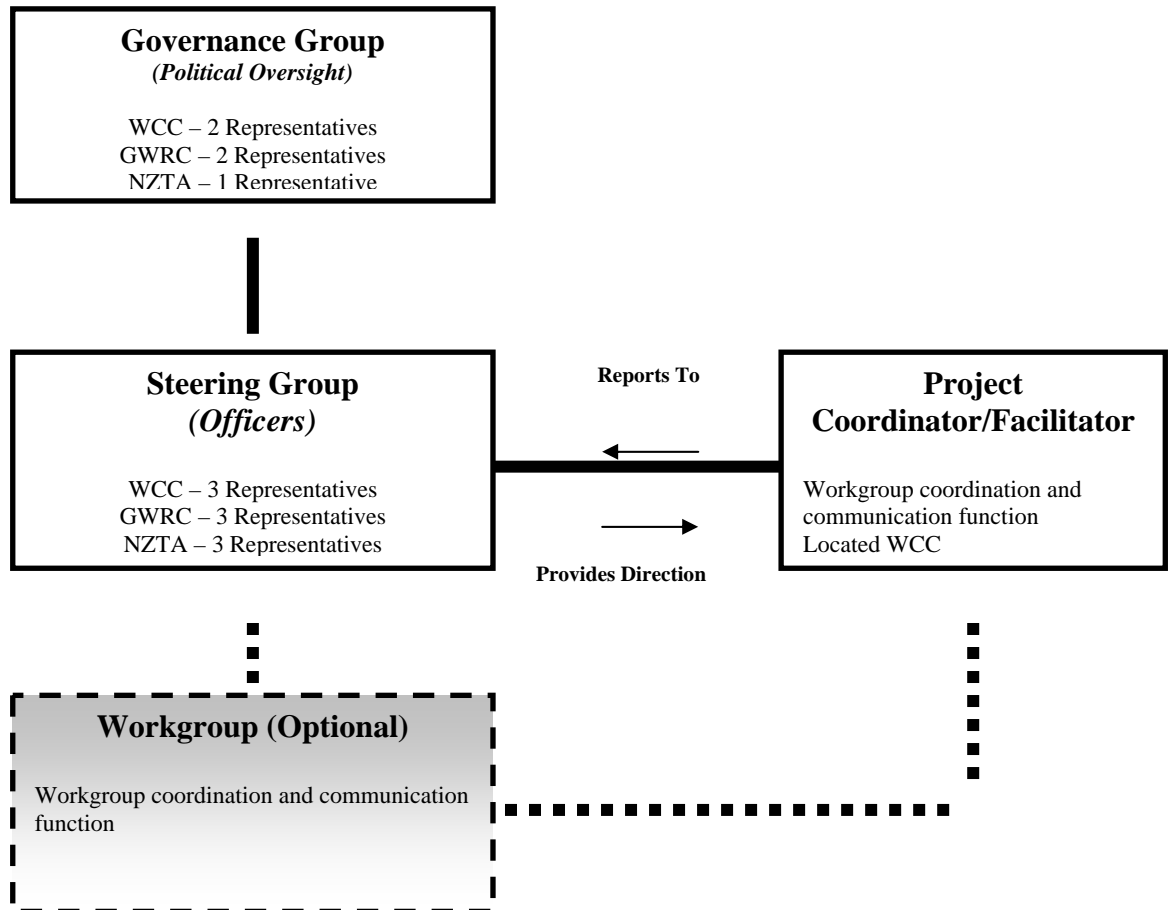 Governance Group
(Political Oversight)
WCC – 2 Representatives
GWRC – 2 Representatives
NZTA – 1 Representative
Steering Group
(Officers)
WCC – 3 Representatives
GWRC – 3 Representatives
NZTA – 3 Representatives
Reports To
Provides Direction
Project
Coordinator/Facilitator
Workgroup coordination and
communication function
Located WCC
Workgroup (Optional)
Workgroup coordination and communication
function